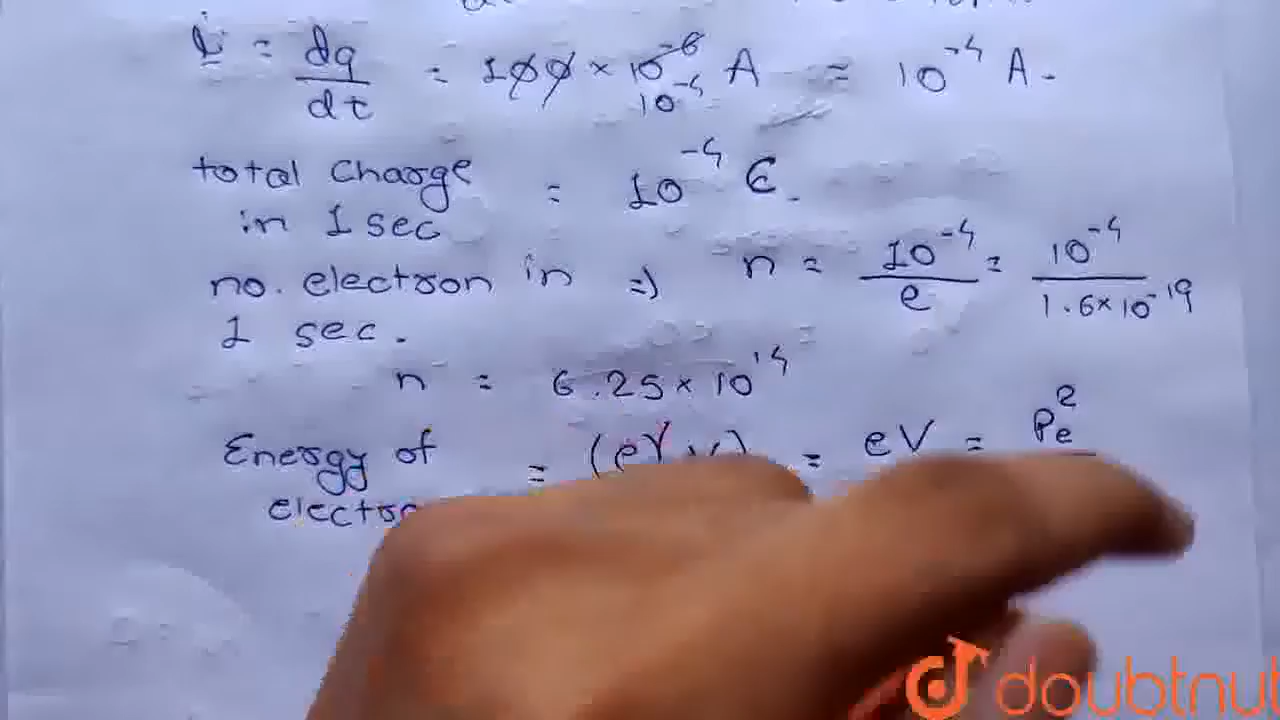 i = dq/dt = 100 × 10⁻⁶ 10⁻⁴ A = 10⁻⁴ A.
total charge in 1 sec = 10⁻⁴ C.
no. electron in 1 sec. => n = 10⁻⁴/e = 10⁻⁴/1.6×10⁻¹⁹
n = 6.25×10¹⁴
Energy of = (e) = eV = Pe²
doubtnut